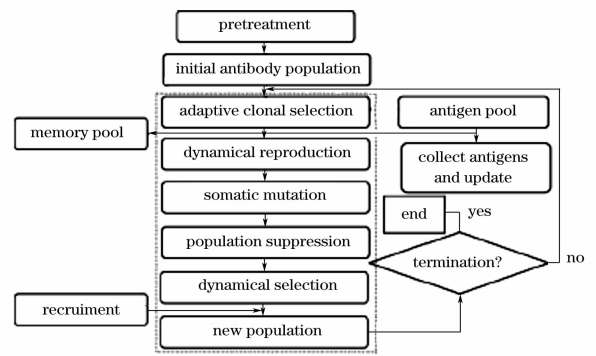 pretreatment
initial antibody population
adaptive clonal selection
antigen pool
memory pool
dynamical reproduction
collect antigens
and update
somatic mutation
end
yes
population suppression
termination?
no
dynamical selection
recruiment
new population